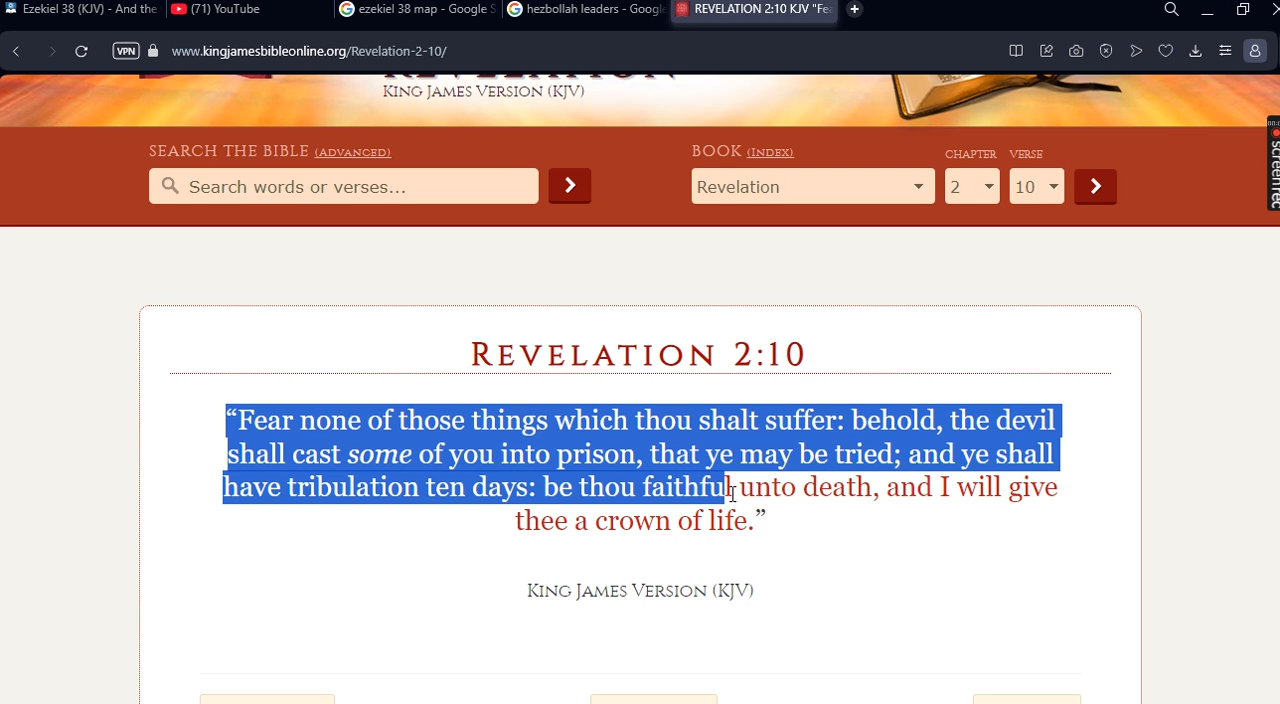 Ezekiel 38 (KJV) - And the
(71) YouTube
ezekiel 38 map - Google S
hezbollah leaders - Google
REVELATION 2:10 KJV "Fea
VPN
www.kingjamesbibleonline.org/Revelation-2-10/
King James Version (KJV)
Search the Bible (Advanced)
Book (Index)
Chapter
Verse
Search words or verses...
Revelation
2
10
Revelation 2:10
“Fear none of those things which thou shalt suffer: behold, the devil
shall cast some of you into prison, that ye may be tried; and ye shall
have tribulation ten days: be thou faithful unto death, and I will give
thee a crown of life.”
King James Version (KJV)